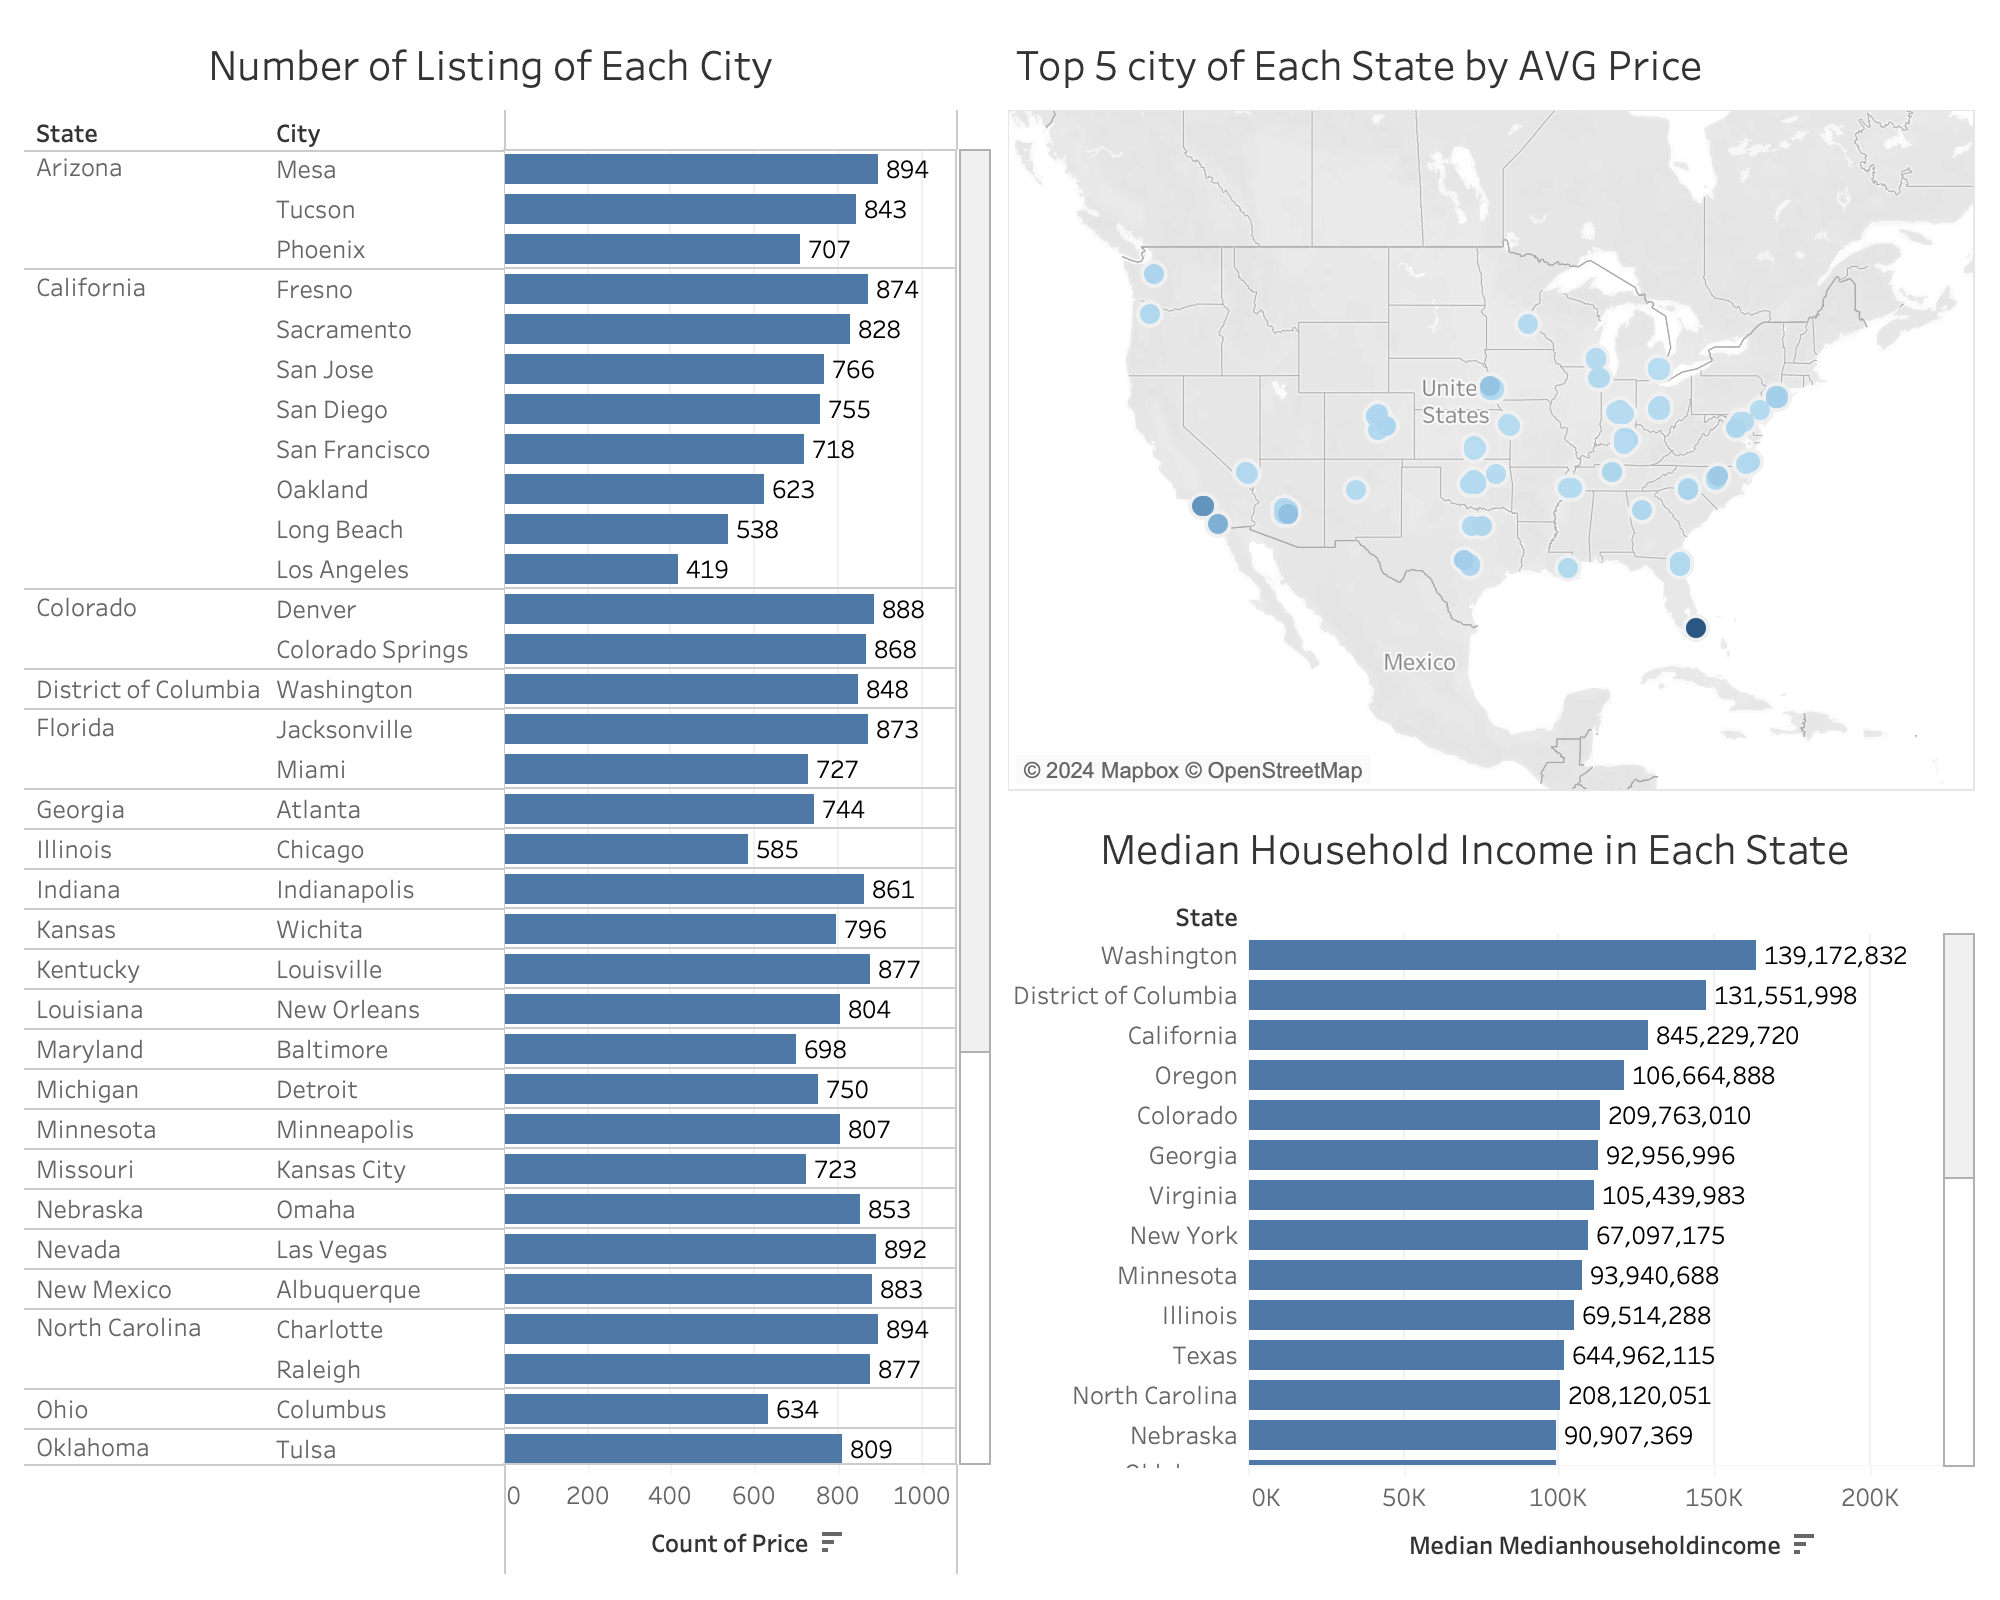 Number of Listing of Each City
State City
Arizona Mesa 894
Tucson 843
Phoenix 707
California Fresno 874
Sacramento 828
San Jose 766
San Diego 755
San Francisco 718
Oakland 623
Long Beach 538
Los Angeles 419
Colorado Denver 888
Colorado Springs 868
District of Columbia Washington 848
Florida Jacksonville 873
Miami 727
Georgia Atlanta 744
Illinois Chicago 585
Indiana Indianapolis 861
Kansas Wichita 796
Kentucky Louisville 877
Louisiana New Orleans 804
Maryland Baltimore 698
Michigan Detroit 750
Minnesota Minneapolis 807
Missouri Kansas City 723
Nebraska Omaha 853
Nevada Las Vegas 892
New Mexico Albuquerque 883
North Carolina Charlotte 894
Raleigh 877
Ohio Columbus 634
Oklahoma Tulsa 809
0 200 400 600 800 1000
Count of Price
Top 5 city of Each State by AVG Price
Unite
States
Mexico
© 2024 Mapbox © OpenStreetMap
Median Household Income in Each State
State
Washington 139,172,832
District of Columbia 131,551,998
California 845,229,720
Oregon 106,664,888
Colorado 209,763,010
Georgia 92,956,996
Virginia 105,439,983
New York 67,097,175
Minnesota 93,940,688
Illinois 69,514,288
Texas 644,962,115
North Carolina 208,120,051
Nebraska 90,907,369
0K 50K 100K 150K 200K
Median Medianhouseholdincome